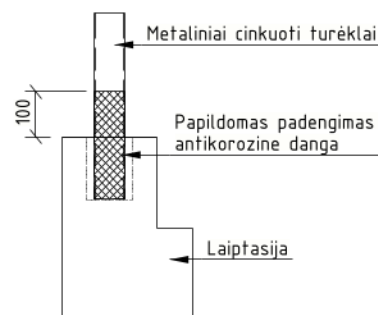 Metaliniai cinkuoti turėklai
100
Papildomas padengimas
antikorozine danga
Laiptasija